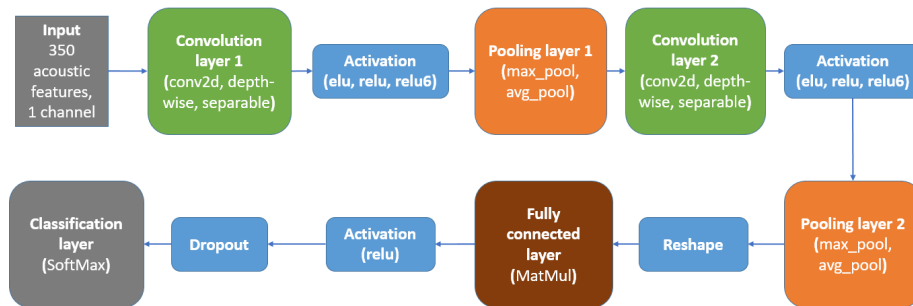 Input
350
acoustic
features,
1 channel
Convolution
layer 1
(conv2d, depth-
wise, separable)
Activation
(elu, relu, relu6)
Pooling layer 1
(max_pool,
avg_pool)
Convolution
layer 2
(conv2d, depth-
wise, separable)
Activation
(elu, relu, relu6)
Pooling layer 2
(max_pool,
avg_pool)
Reshape
Fully
connected
layer
(MatMul)
Activation
(relu)
Dropout
Classification
layer
(SoftMax)